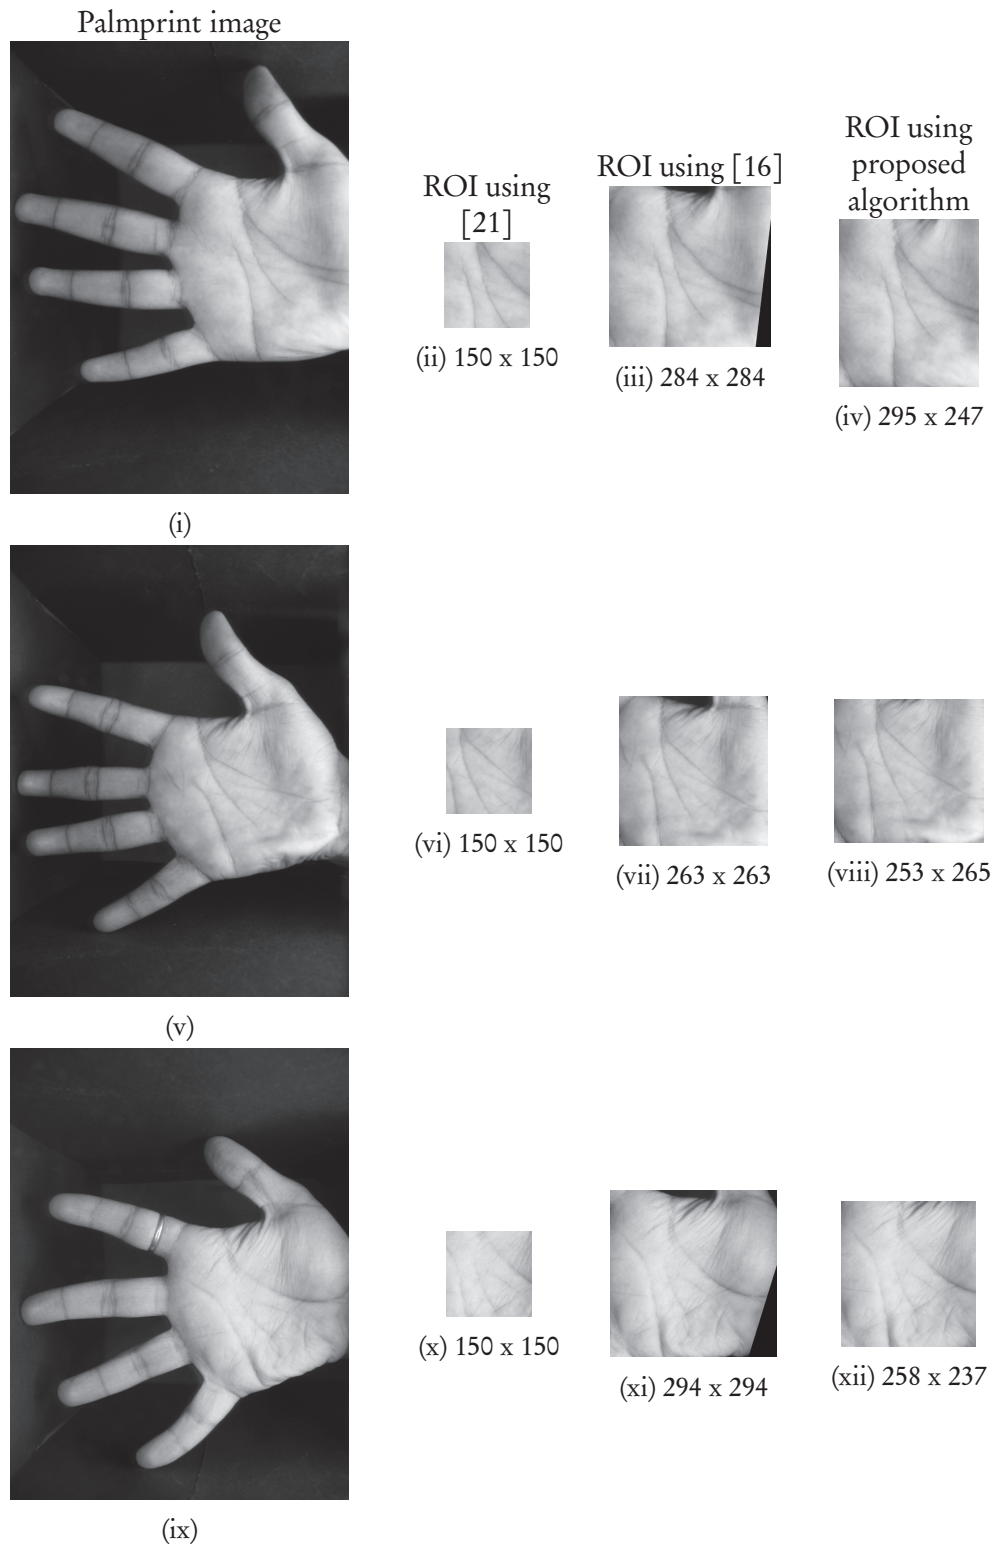 Palmprint image
ROI using
[21]
ROI using [16]
ROI using
proposed
algorithm
(i)
(ii) 150 x 150
(iii) 284 x 284
(iv) 295 x 247
(v)
(vi) 150 x 150
(vii) 263 x 263
(viii) 253 x 265
(ix)
(x) 150 x 150
(xi) 294 x 294
(xii) 258 x 237